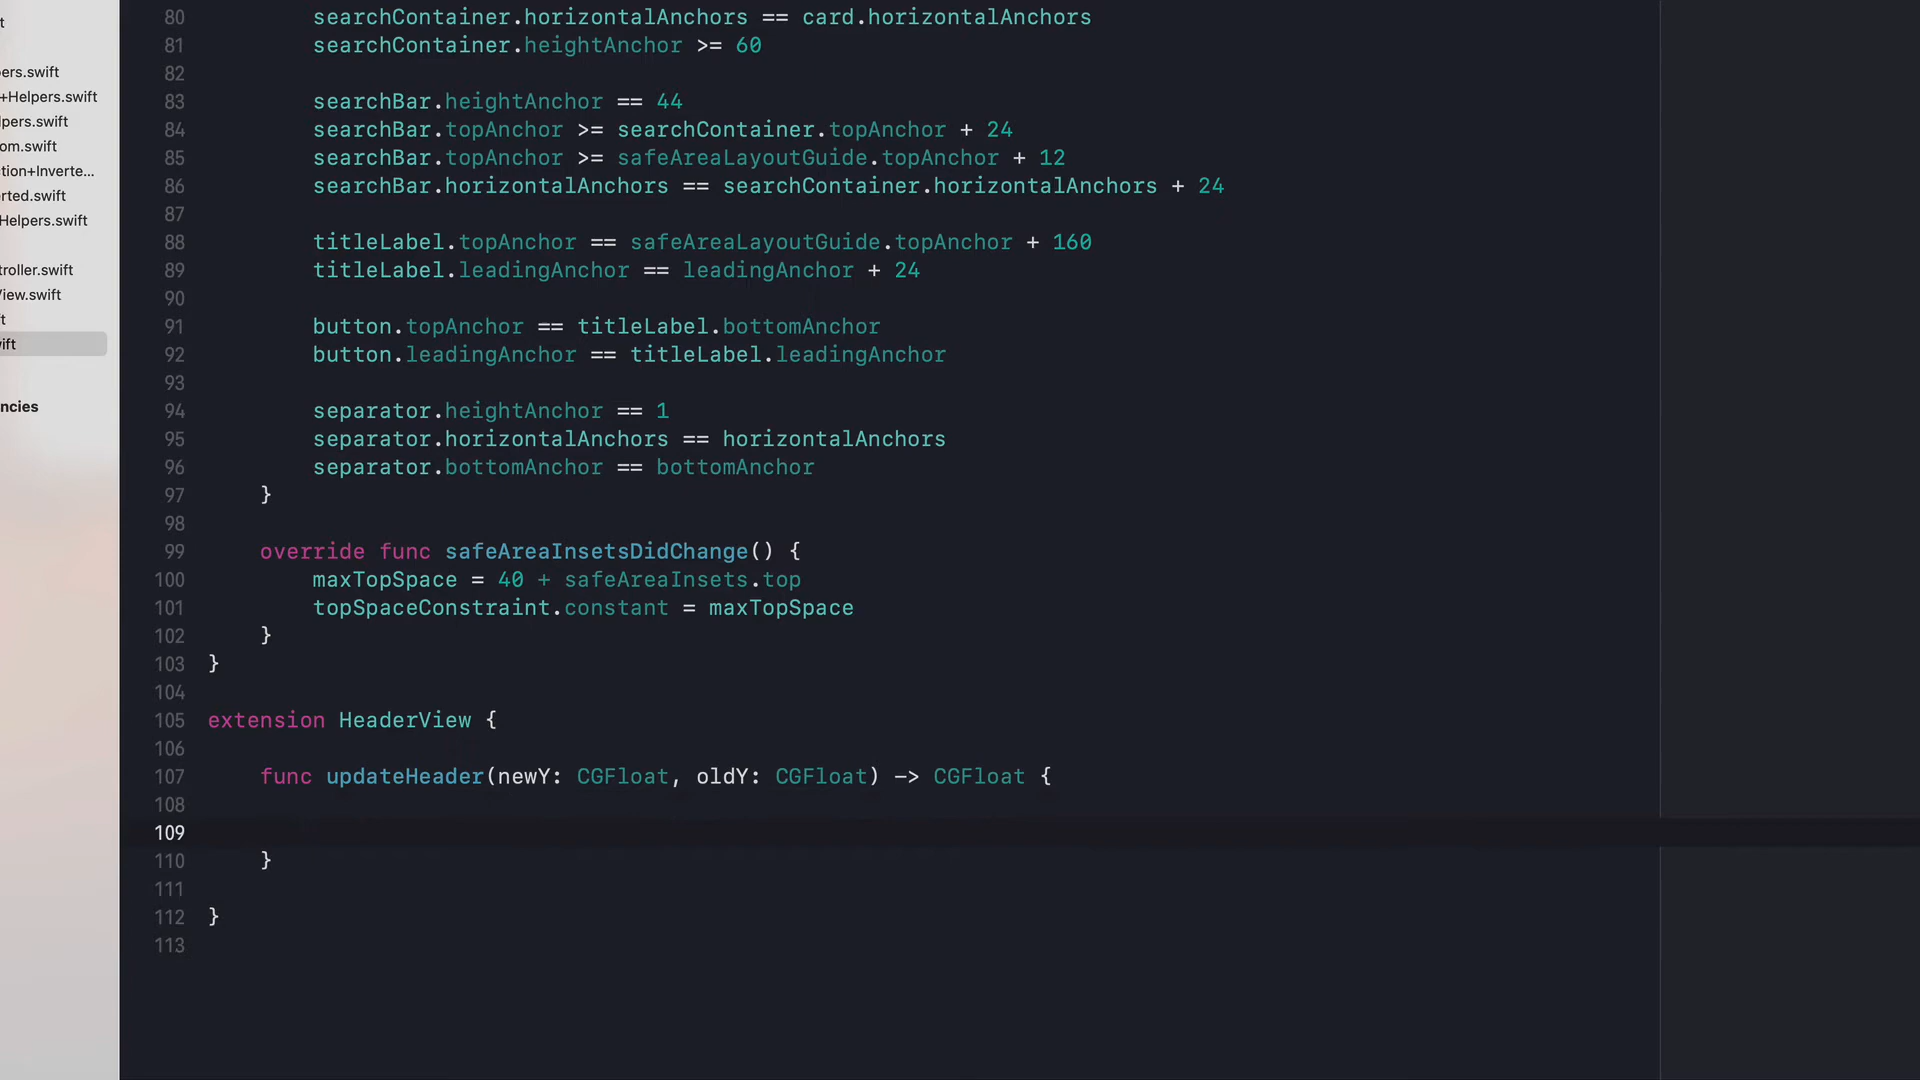 t
ers.swift
+Helpers.swift
lpers.swift
om.swift
tion+Inverte...
rted.swift
Helpers.swift
troller.swift
View.swift
ft
ift
ncies
80 searchContainer.horizontalAnchors == card.horizontalAnchors
81 searchContainer.heightAnchor >= 60
82
83 searchBar.heightAnchor == 44
84 searchBar.topAnchor >= searchContainer.topAnchor + 24
85 searchBar.topAnchor >= safeAreaLayoutGuide.topAnchor + 12
86 searchBar.horizontalAnchors == searchContainer.horizontalAnchors + 24
87
88 titleLabel.topAnchor == safeAreaLayoutGuide.topAnchor + 160
89 titleLabel.leadingAnchor == leadingAnchor + 24
90
91 button.topAnchor == titleLabel.bottomAnchor
92 button.leadingAnchor == titleLabel.leadingAnchor
93
94 separator.heightAnchor == 1
95 separator.horizontalAnchors == horizontalAnchors
96 separator.bottomAnchor == bottomAnchor
97 }
98
99 override func safeAreaInsetsDidChange() {
100 maxTopSpace = 40 + safeAreaInsets.top
101 topSpaceConstraint.constant = maxTopSpace
102 }
103 }
104
105 extension HeaderView {
106
107 func updateHeader(newY: CGFloat, oldY: CGFloat) -> CGFloat {
108
109
110 }
111
112 }
113